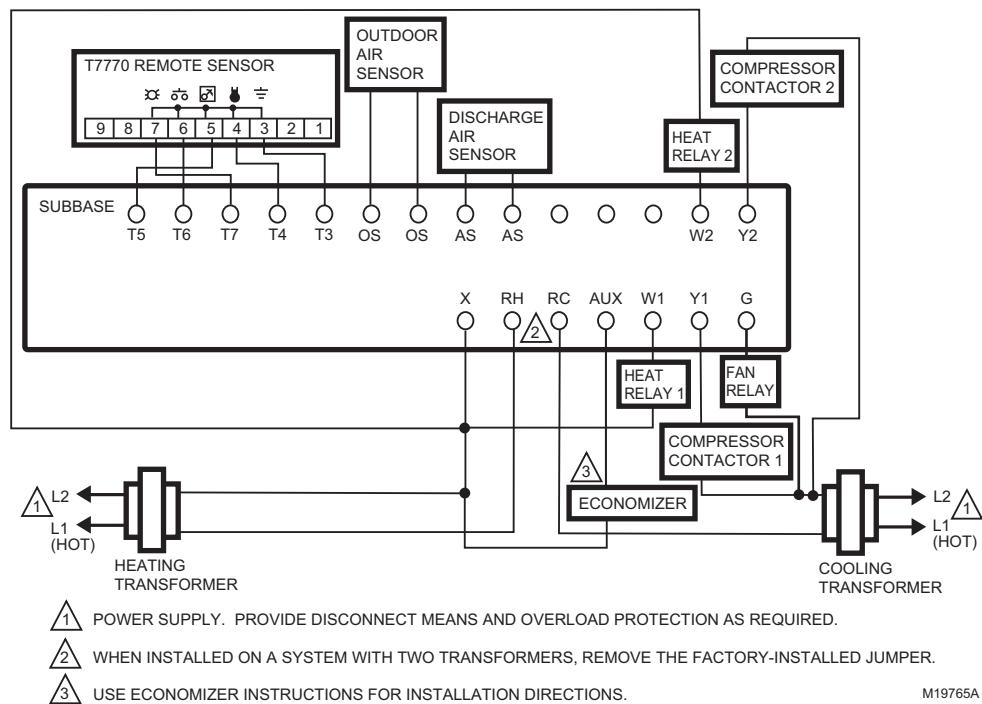 OUTDOOR
AIR
SENSOR
T7770 REMOTE SENSOR
9 8 7 6 5 4 3 2 1
DISCHARGE
AIR
SENSOR
HEAT
RELAY 2
COMPRESSOR
CONTACTOR 2
SUBBASE
T5 T6 T7 T4 T3 OS OS AS AS W2 Y2
X RH RC AUX W1 Y1 G
2
HEAT
RELAY 1
FAN
RELAY
COMPRESSOR
CONTACTOR 1
3
ECONOMIZER
1
L2
L1
(HOT)
HEATING
TRANSFORMER
L2
1
L1
(HOT)
COOLING
TRANSFORMER
1 POWER SUPPLY. PROVIDE DISCONNECT MEANS AND OVERLOAD PROTECTION AS REQUIRED.
2 WHEN INSTALLED ON A SYSTEM WITH TWO TRANSFORMERS, REMOVE THE FACTORY-INSTALLED JUMPER.
3 USE ECONOMIZER INSTRUCTIONS FOR INSTALLATION DIRECTIONS.
M19765A